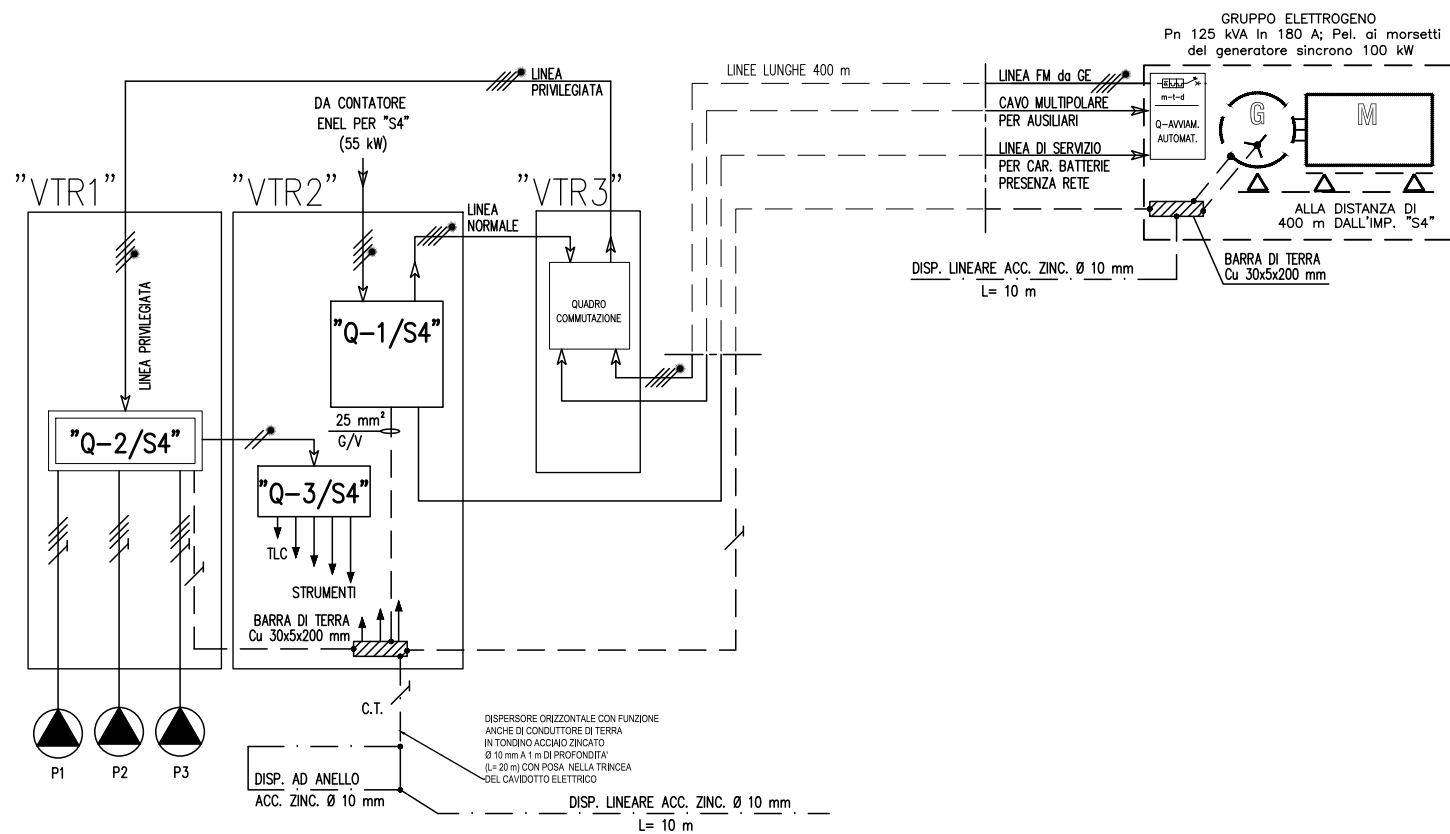 GRUPPO ELETTROGENO
Pn 125 kVA In 180 A; Pel. ai morsetti
del generatore sincrono 100 kW
LINEA
PRIVILEGIATA
LINEE LUNGHE 400 m
LINEA FM da GE
CAVO MULTIPOLARE
PER AUSILIARI
LINEA DI SERVIZIO
PER CAR. BATTERIE
PRESENZA RETE
m-t-d
Q-AVVIAM.
AUTOMAT.
G
M
DA CONTATORE
ENEL PER "S4"
(55 kW)
"VTR1"
"VTR2"
"VTR3"
LINEA
NORMALE
ALLA DISTANZA DI
400 m DALL'IMP. "S4"
DISP. LINEARE ACC. ZINC. Ø 10 mm
L= 10 m
BARRA DI TERRA
Cu 30x5x200 mm
QUADRO
COMMUTAZIONE
"Q-1/S4"
LINEA PRIVILEGIATA
25 mm²
G/V
"Q-2/S4"
"Q-3/S4"
TLC
STRUMENTI
BARRA DI TERRA
Cu 30x5x200 mm
C.T.
DISPERSORE ORIZZONTALE CON FUNZIONE
ANCHE DI CONDUTTORE DI TERRA
IN TONDINO ACCIAIO ZINCATO
Ø 10 mm A 1 m DI PROFONDITA'
(L= 20 m) CON POSA NELLA TRINCEA
DEL CAVIDOTTO ELETTRICO
P1
P2
P3
DISP. AD ANELLO
ACC. ZINC. Ø 10 mm
DISP. LINEARE ACC. ZINC. Ø 10 mm
L= 10 m